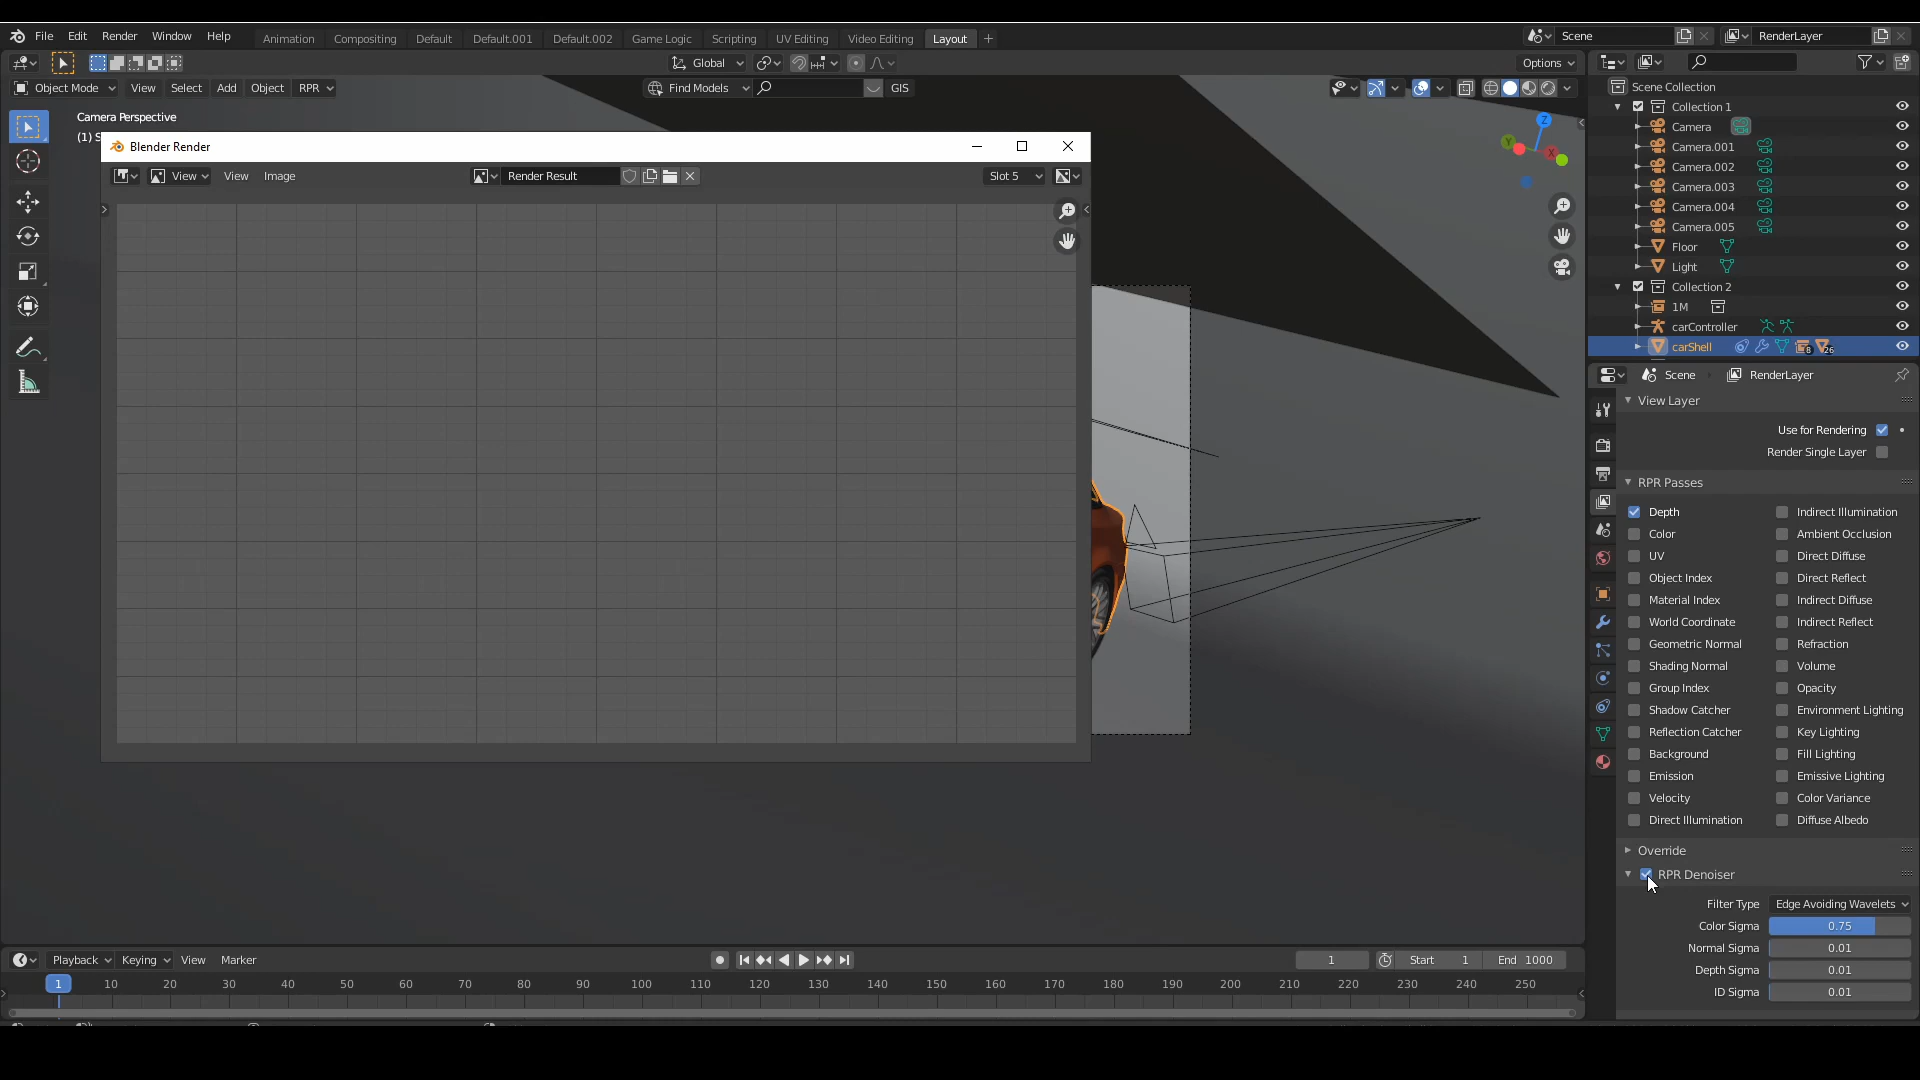 File Edit Render Window Help Animation Compositing Default Default.001 Default.002 Game Logic Scripting UV Editing Video Editing Layout Scene RenderLayer
Global Options
Object Mode View Select Add Object RPR Find Models GIS
Camera Perspective
(1) S
Blender Render
View View Image Render Result Slot 5
Z
Y
X
Scene Collection
Collection 1
Camera
Camera.001
Camera.002
Camera.003
Camera.004
Camera.005
Floor
Light
Collection 2
1M
carController
carShell 8 26
Scene RenderLayer
View Layer
Use for Rendering
Render Single Layer
RPR Passes
Depth Indirect Illumination
Color Ambient Occlusion
UV Direct Diffuse
Object Index Direct Reflect
Material Index Indirect Diffuse
World Coordinate Indirect Reflect
Geometric Normal Refraction
Shading Normal Volume
Group Index Opacity
Shadow Catcher Environment Lighting
Reflection Catcher Key Lighting
Background Fill Lighting
Emission Emissive Lighting
Velocity Color Variance
Direct Illumination Diffuse Albedo
Override
RPR Denoiser
Filter Type Edge Avoiding Wavelets
Color Sigma 0.75
Normal Sigma 0.01
Depth Sigma 0.01
ID Sigma 0.01
Playback Keying View Marker 1 Start 1 End 1000
1 10 20 30 40 50 60 70 80 90 100 110 120 130 140 150 160 170 180 190 200 210 220 230 240 250